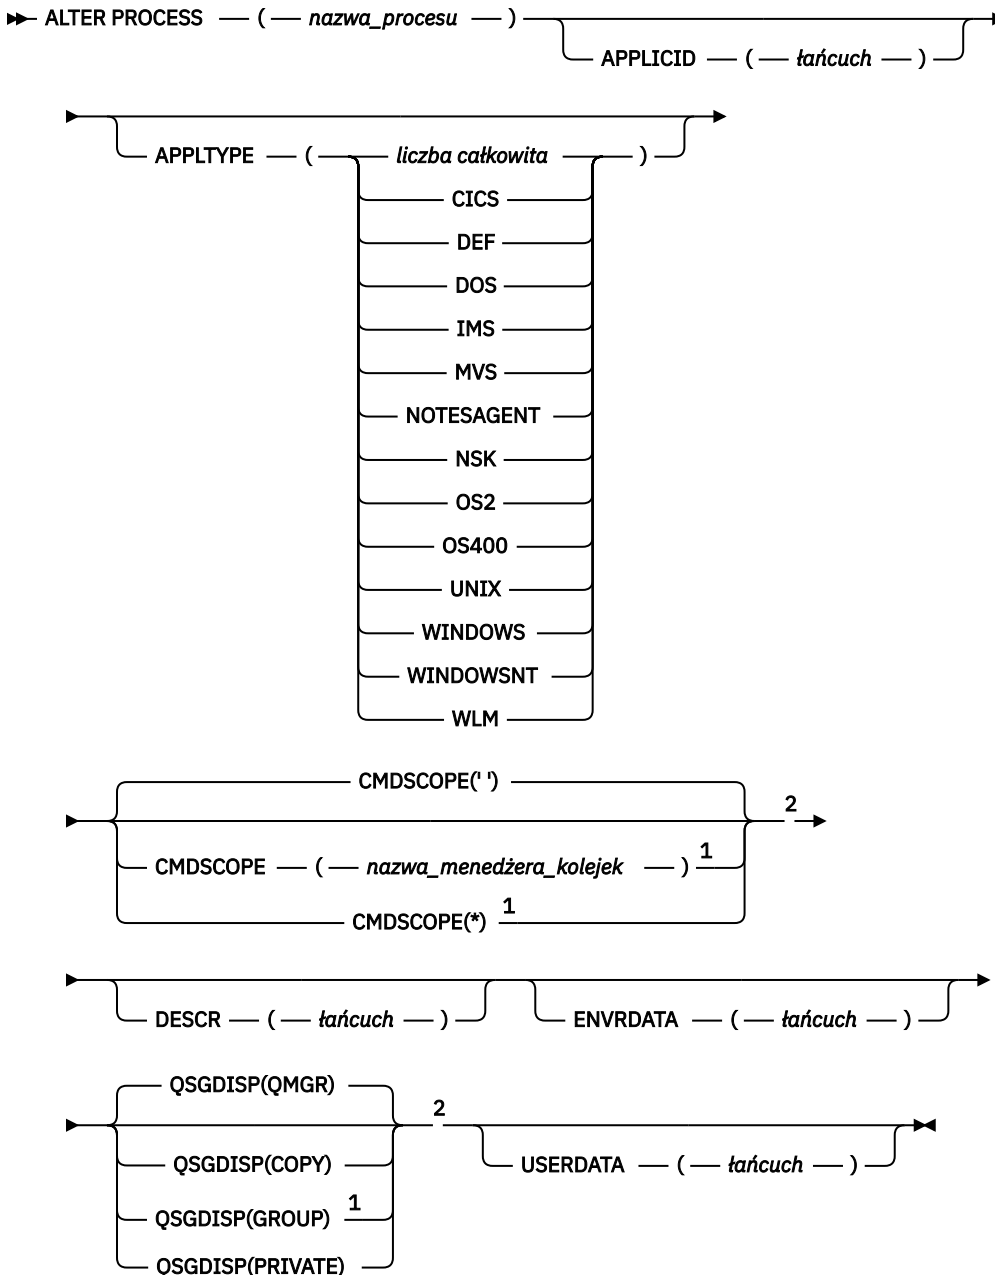 ALTER PROCESS ( nazwa_procesu )
APPLICID ( łańcuch )
APPLTYPE ( liczba całkowita )
CICS
DEF
DOS
IMS
MVS
NOTESAGENT
NSK
OS2
OS400
UNIX
WINDOWS
WINDOWSNT
WLM
CMDSCOPE(' ')
2
CMDSCOPE ( nazwa_menedżera_kolejek ) 1
CMDSCOPE(*) 1
DESCR ( łańcuch ) ENVRDATA ( łańcuch )
QSGDISP(QMGR)
2
QSGDISP(COPY) USERDATA ( łańcuch )
QSGDISP(GROUP) 1
QSGDISP(PRIVATE)